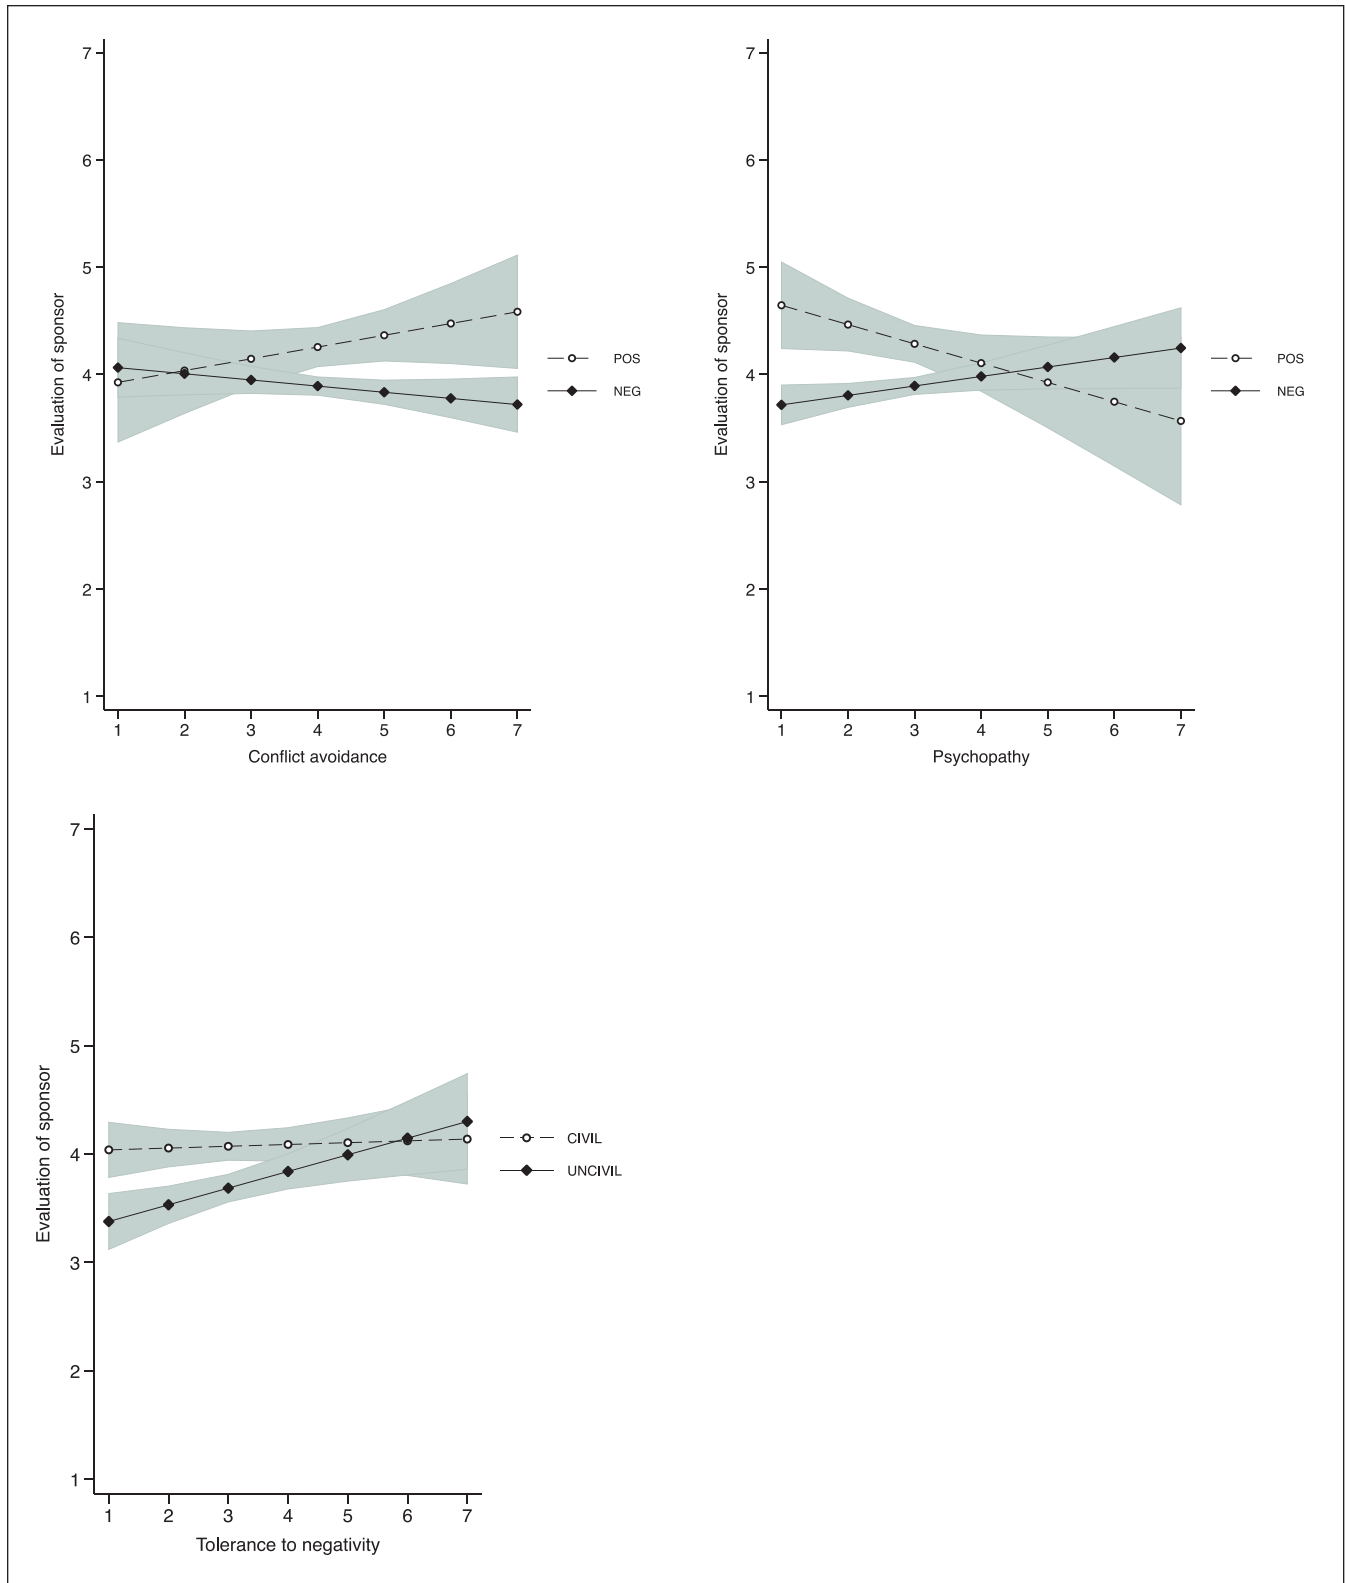 7
6
5
4
3
2
1
Evaluation of sponsor
1 2 3 4 5 6 7
Conflict avoidance
POS
NEG
7
6
5
4
3
2
1
Evaluation of sponsor
1 2 3 4 5 6 7
Psychopathy
POS
NEG
7
6
5
4
3
2
1
Evaluation of sponsor
1 2 3 4 5 6 7
Tolerance to negativity
CIVIL
UNCIVIL